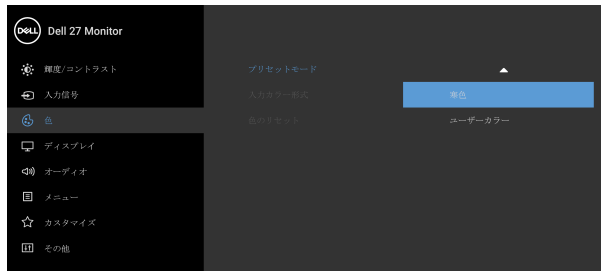 DELL Dell 27 Monitor
輝度/コントラスト
入力信号
色
ディスプレイ
オーディオ
メニュー
カスタマイズ
その他
プリセットモード
入力カラー形式
色のリセット
寒色
ユーザーカラー